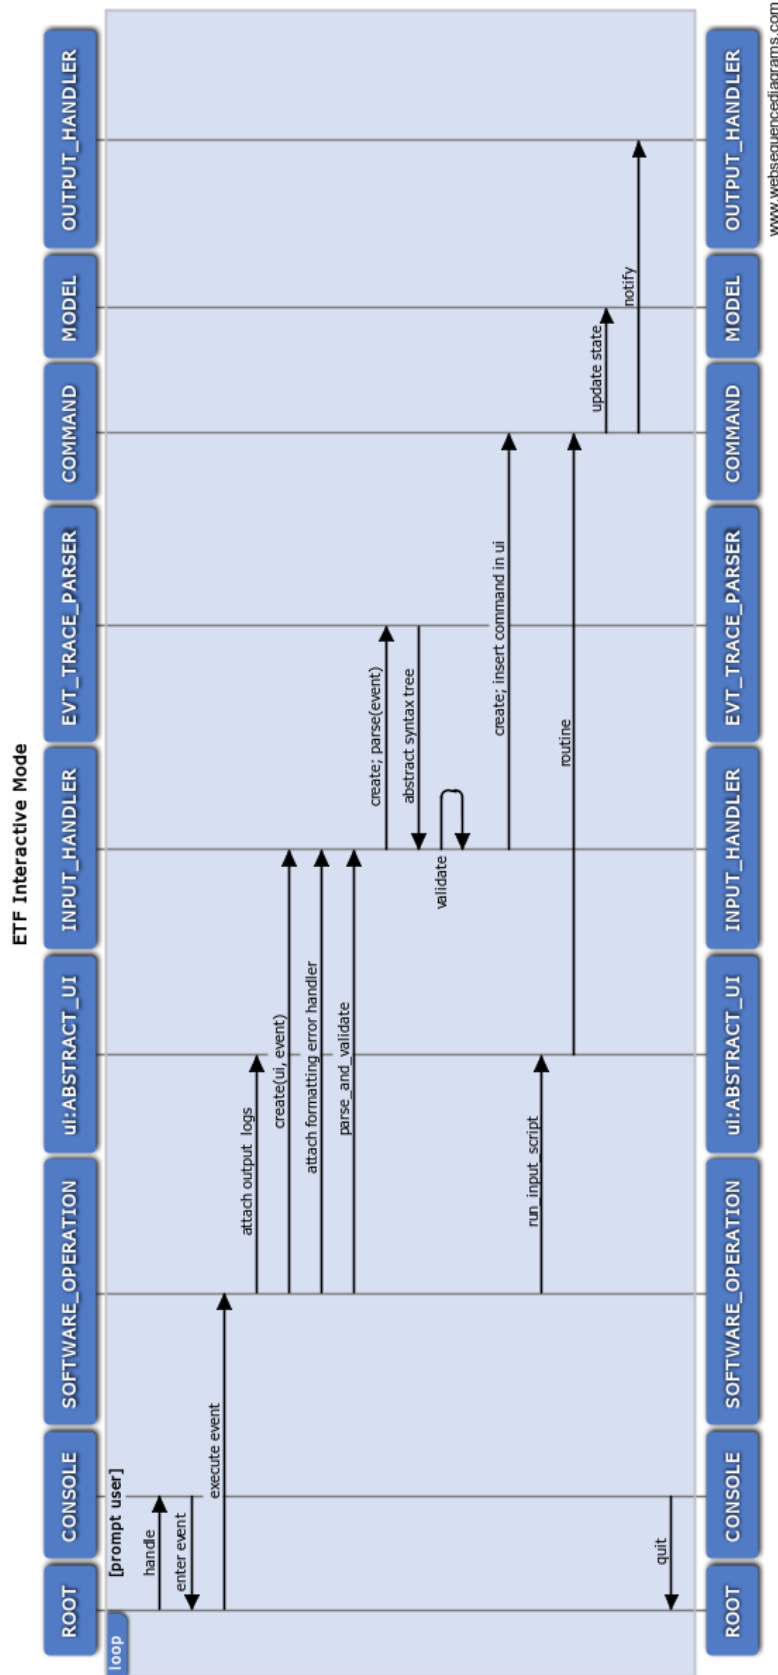 ETF Interactive Mode
ROOT
CONSOLE
SOFTWARE_OPERATION
ui:ABSTRACT_UI
INPUT_HANDLER
EVT_TRACE_PARSER
COMMAND
MODEL
OUTPUT_HANDLER
loop
[prompt user]
handle
enter event
execute event
attach output logs
create(ui, event)
attach formatting error handler
parse_and_validate
create; parse(event)
abstract syntax tree
validate
create; insert command in ui
run_input_script
routine
update state
notify
quit
ROOT
CONSOLE
SOFTWARE_OPERATION
ui:ABSTRACT_UI
INPUT_HANDLER
EVT_TRACE_PARSER
COMMAND
MODEL
OUTPUT_HANDLER
www.websequencediagrams.com